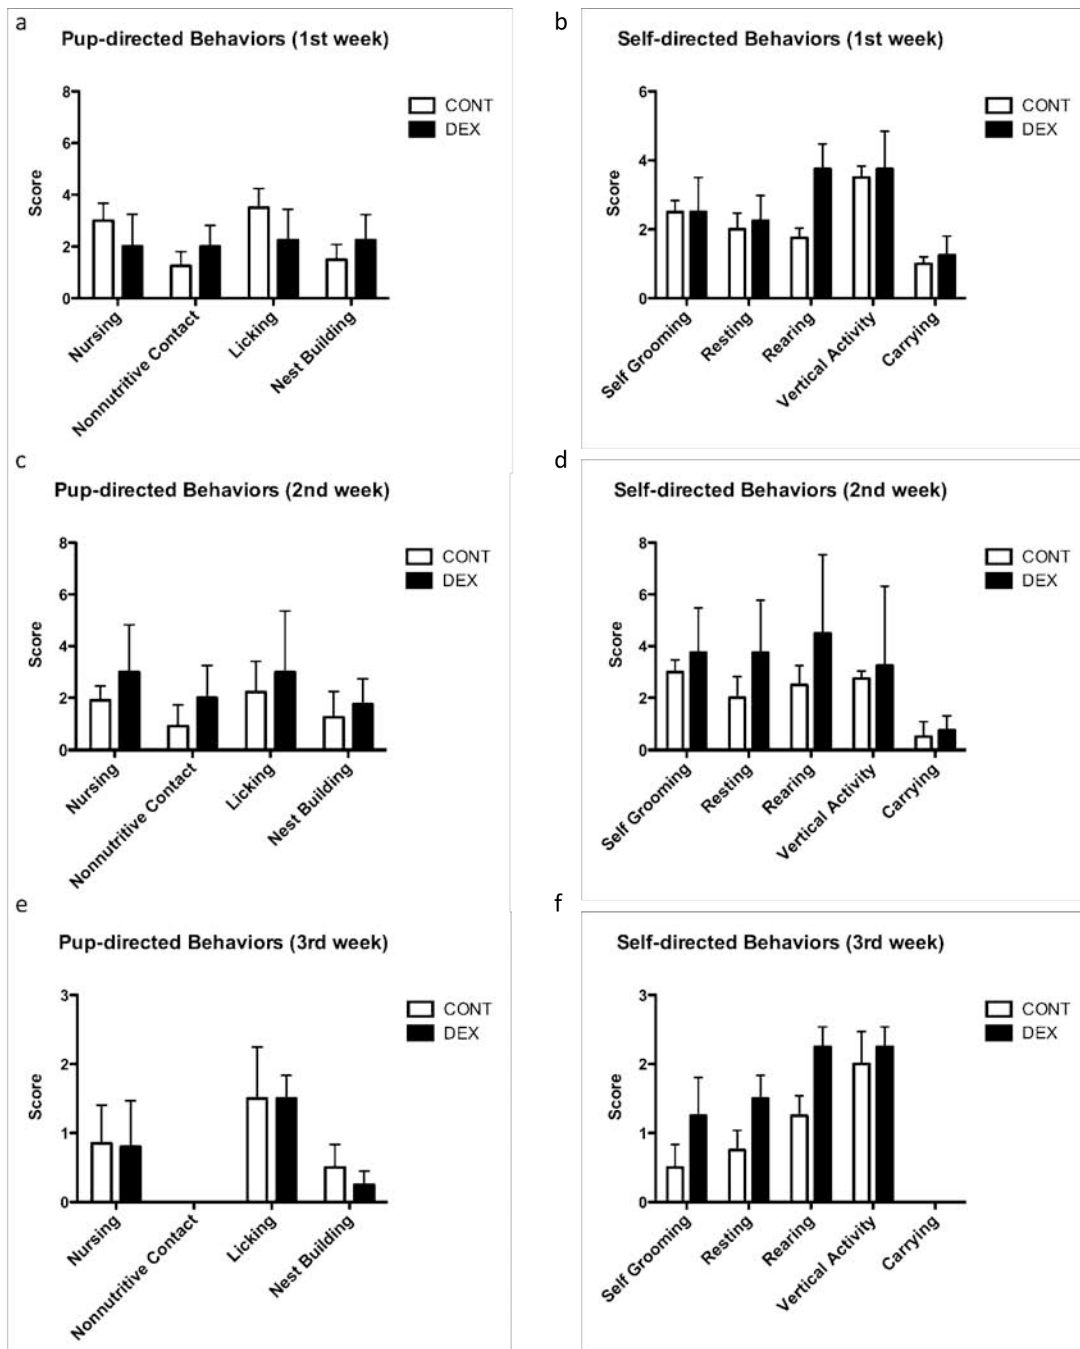 a
Pup-directed Behaviors (1st week)
8
6
4
2
0
Score
CONT
DEX
Nursing
Nonnutritive Contact
Licking
Nest Building
b
Self-directed Behaviors (1st week)
6
4
2
0
Score
CONT
DEX
Self Grooming
Resting
Rearing
Vertical Activity
Carrying
c
Pup-directed Behaviors (2nd week)
8
6
4
2
0
Score
CONT
DEX
Nursing
Nonnutritive Contact
Licking
Nest Building
d
Self-directed Behaviors (2nd week)
8
6
4
2
0
Score
CONT
DEX
Self Grooming
Resting
Rearing
Vertical Activity
Carrying
e
Pup-directed Behaviors (3rd week)
3
2
1
0
Score
CONT
DEX
Nursing
Nonnutritive Contact
Licking
Nest Building
f
Self-directed Behaviors (3rd week)
3
2
1
0
Score
CONT
DEX
Self Grooming
Resting
Rearing
Vertical Activity
Carrying